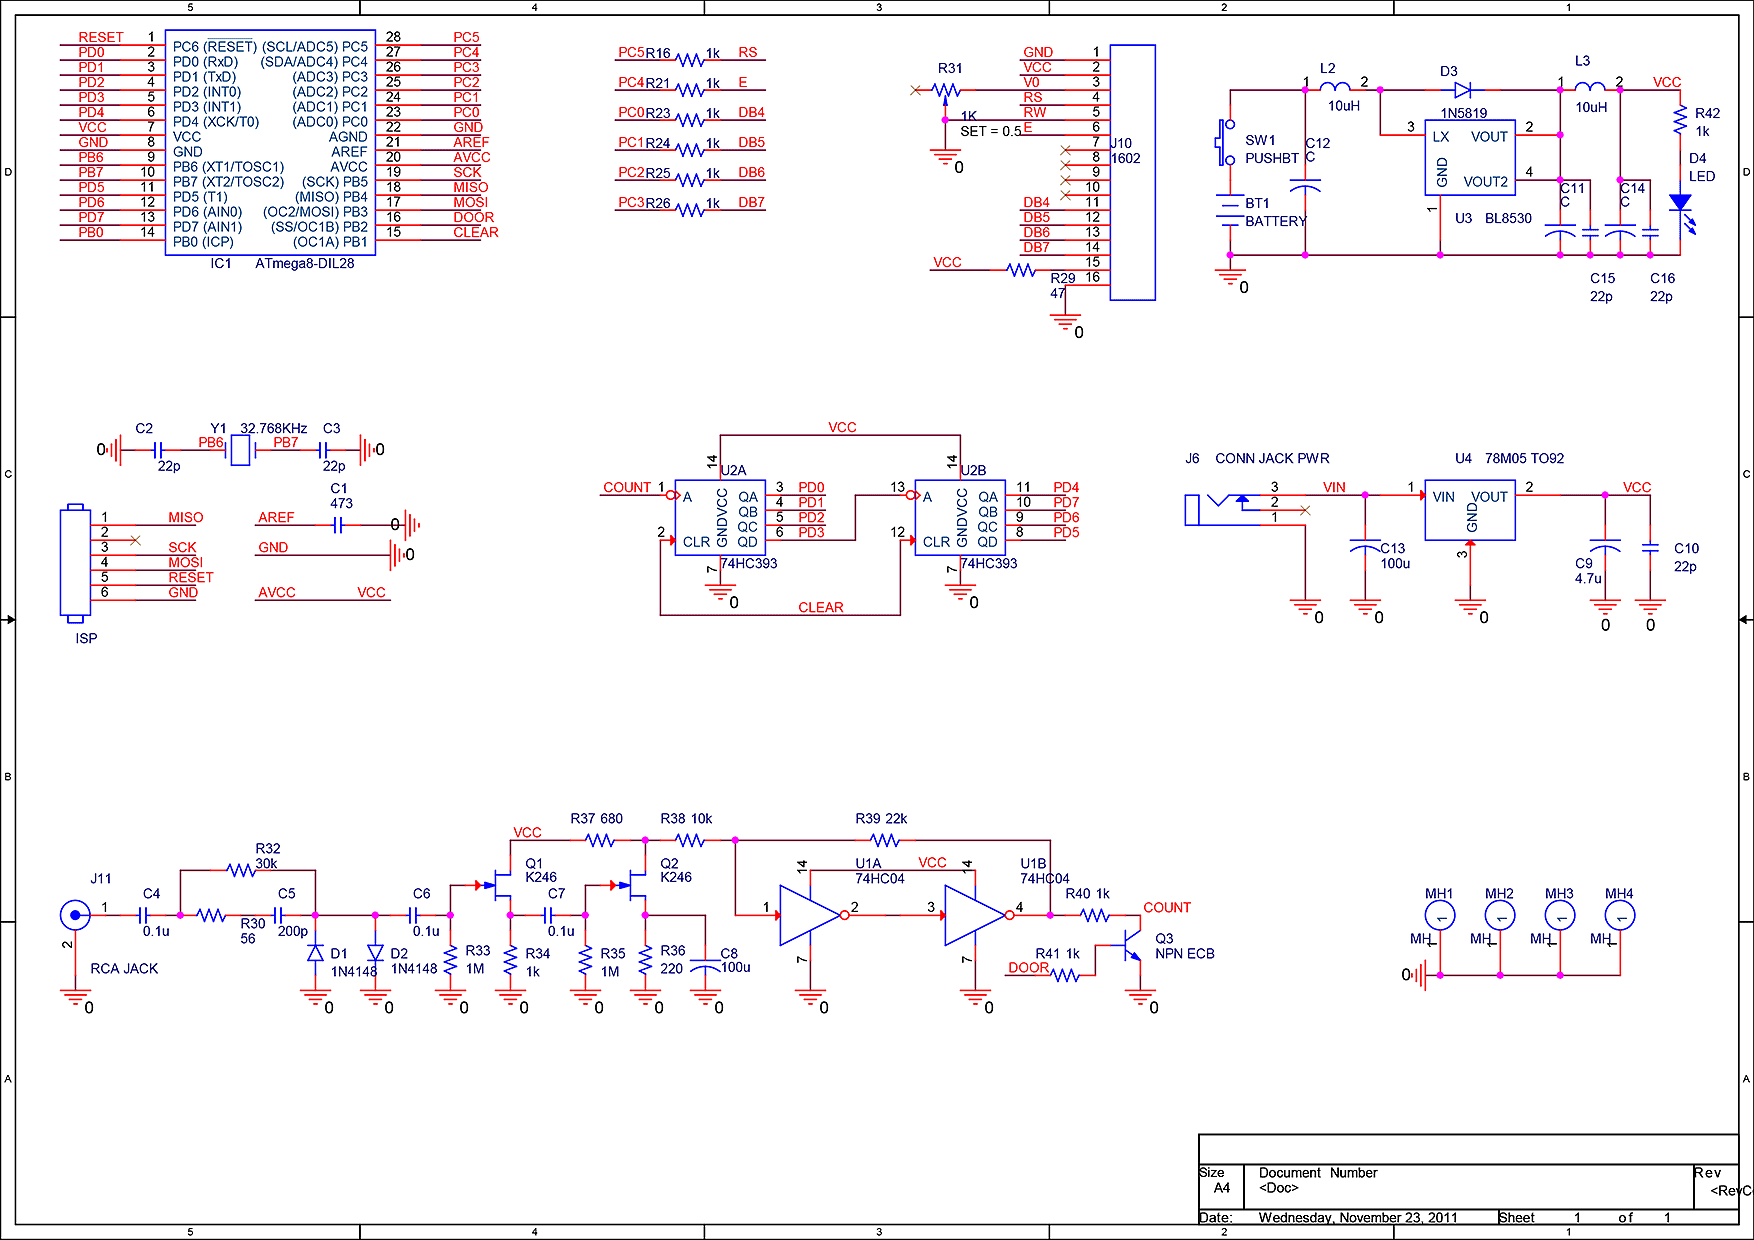 5 4 3 2 1
D D
C C
B B
A A
RESET 1 PC6 (RESET) (SCL/ADC5) PC5 28 PC5
PD0 2 PD0 (RxD) (SDA/ADC4) PC4 27 PC4
PD1 3 PD1 (TxD) (ADC3) PC3 26 PC3
PD2 4 PD2 (INT0) (ADC2) PC2 25 PC2
PD3 5 PD3 (INT1) (ADC1) PC1 24 PC1
PD4 6 PD4 (XCK/T0) (ADC0) PC0 23 PC0
VCC 7 VCC AGND 22 GND
GND 8 GND AREF 21 AREF
PB6 9 PB6 (XT1/TOSC1) AVCC 20 AVCC
PB7 10 PB7 (XT2/TOSC2) (SCK) PB5 19 SCK
PD5 11 PD5 (T1) (MISO) PB4 18 MISO
PD6 12 PD6 (AIN0) (OC2/MOSI) PB3 17 MOSI
PD7 13 PD7 (AIN1) (SS/OC1B) PB2 16 DOOR
PB0 14 PB0 (ICP) (OC1A) PB1 15 CLEAR
IC1 ATmega8-DIL28
PC5 R16 1k RS
PC4 R21 1k E
PC0 R23 1k DB4
PC1 R24 1k DB5
PC2 R25 1k DB6
PC3 R26 1k DB7
R31
1K
SET = 0.5
0
GND 1
VCC 2
V0 3
RS 4
RW 5
E 6
7
8
9
10
DB4 11
DB5 12
DB6 13
DB7 14
15
16
J10
1602
VCC
R29
47
0
SW1
PUSHBT
BT1
BATTERY
0
C12
C
1 L2 2
10uH
D3
1N5819
3 LX VOUT 2
GND VOUT2 4
1
U3 BL8530
1 L3 2
10uH
VCC
R42
1k
D4
LED
C11
C
C14
C
C15
22p
C16
22p
C2 Y1 32.768KHz C3
0 PB6 PB7 0
22p 22p
1 MISO
2
3 SCK
4 MOSI
5 RESET
6 GND
ISP
C1
473
AREF 0
GND 0
AVCC VCC
VCC
14 U2A
COUNT 1 A QA 3 PD0
QB 4 PD1
QC 5 PD2
2 CLR QD 6 PD3
GND VCC
7 74HC393
0
14 U2B
13 A QA 11 PD4
QB 10 PD7
QC 9 PD6
12 CLR QD 8 PD5
GND VCC
7 74HC393
0
CLEAR
J6 CONN JACK PWR
3
2
1
0
VIN
C13
100u
0
U4 78M05 TO92
1 VIN VOUT 2
GND
3
0
VCC
C9
4.7u
0
C10
22p
0
J11
1
2
RCA JACK
0
C4
0.1u
R32
30k
R30
56
C5
200p
D1
1N4148
0
D2
1N4148
0
C6
0.1u
R33
1M
0
VCC
Q1
K246
R34
1k
0
C7
0.1u
R35
1M
0
R37 680
Q2
K246
R36
220
0
C8
100u
0
R38 10k
R39 22k
14 U1A
74HC04
1 2
7
0
VCC
14 U1B
74HC04
3 4
7
0
R40 1k
COUNT
R41 1k
DOOR
Q3
NPN ECB
0
MH1 MH2 MH3 MH4
1 1 1 1
MH MH MH MH
1 1 1 1
0
Size
A4
Document Number
<Doc>
Rev
Date: Wednesday, November 23, 2011 Sheet 1 of 1
5 4 3 2 1